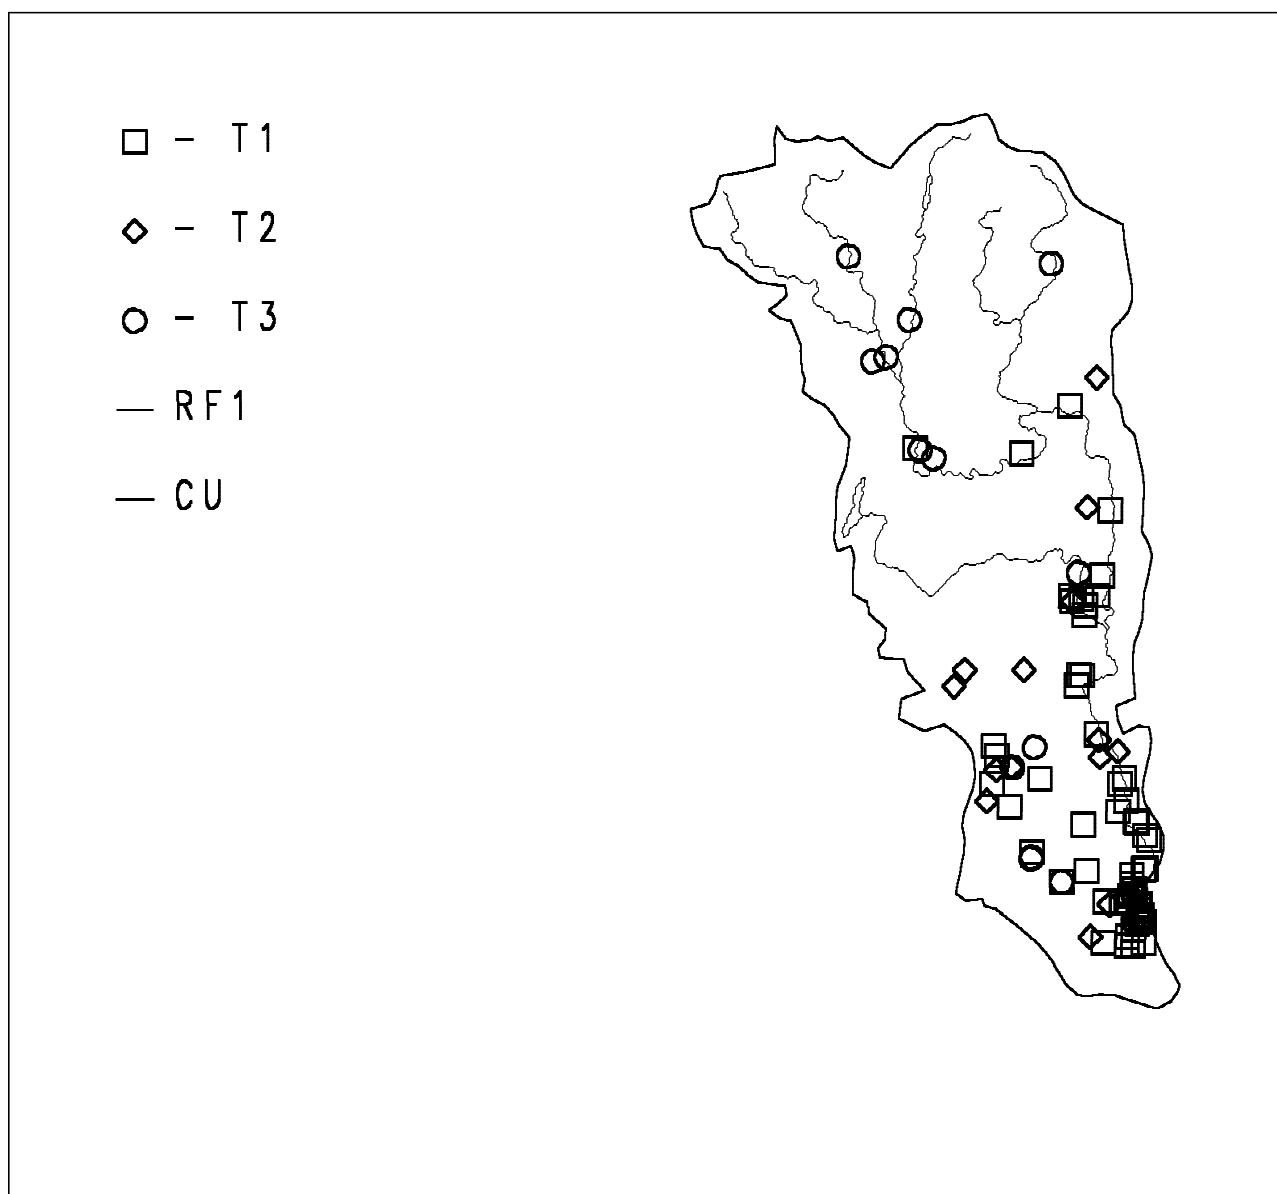 — T1
— T2
— T3
— RF1
— CU